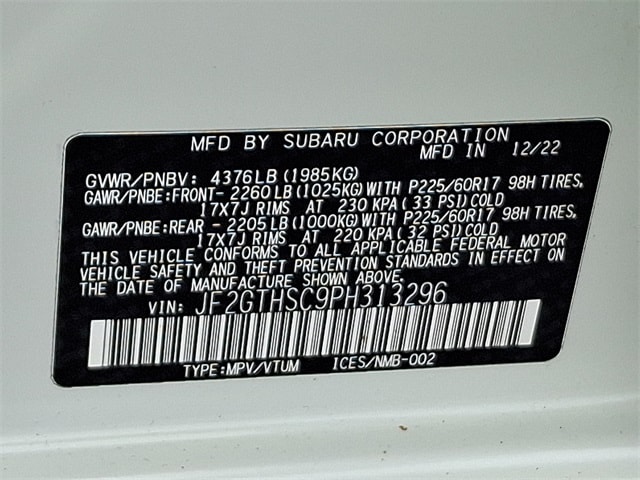 MFD BY SUBARU CORPORATION
MFD IN 12/22
GVWR/PNBV: 4376LB (1985KG)
GAWR/PNBE:FRONT-2260LB (1025KG) WITH P225/60R17 98H TIRES,
17X7J RIMS AT 230 KPA (33 PSI) COLD
GAWR/PNBE:REAR -2205LB (1000KG) WITH P225/60R17 98H TIRES,
17X7J RIMS AT 220 KPA (32 PSI) COLD
THIS VEHICLE CONFORMS TO ALL APPLICABLE FEDERAL MOTOR
VEHICLE SAFETY AND THEFT PREVENTION STANDARDS IN EFFECT ON
THE DATE OF MANUFACTURE SHOWN ABOVE.
VIN: JF2GTHSC9PH313296
TYPE:MPV/VTUM ICES/NMB-002